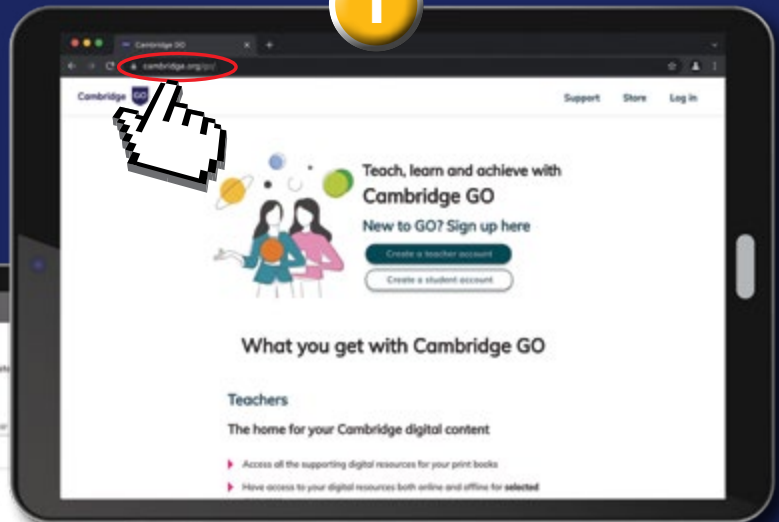 1
Cambridge GO
cambridge.org/go/
Cambridge GO
Support Store Log in
Teach, learn and achieve with
Cambridge GO
New to GO? Sign up here
Create a teacher account
Create a student account
What you get with Cambridge GO
Teachers
The home for your Cambridge digital content
Access all the supporting digital resources for your print books
Have access to your digital resources both online and offline for selected